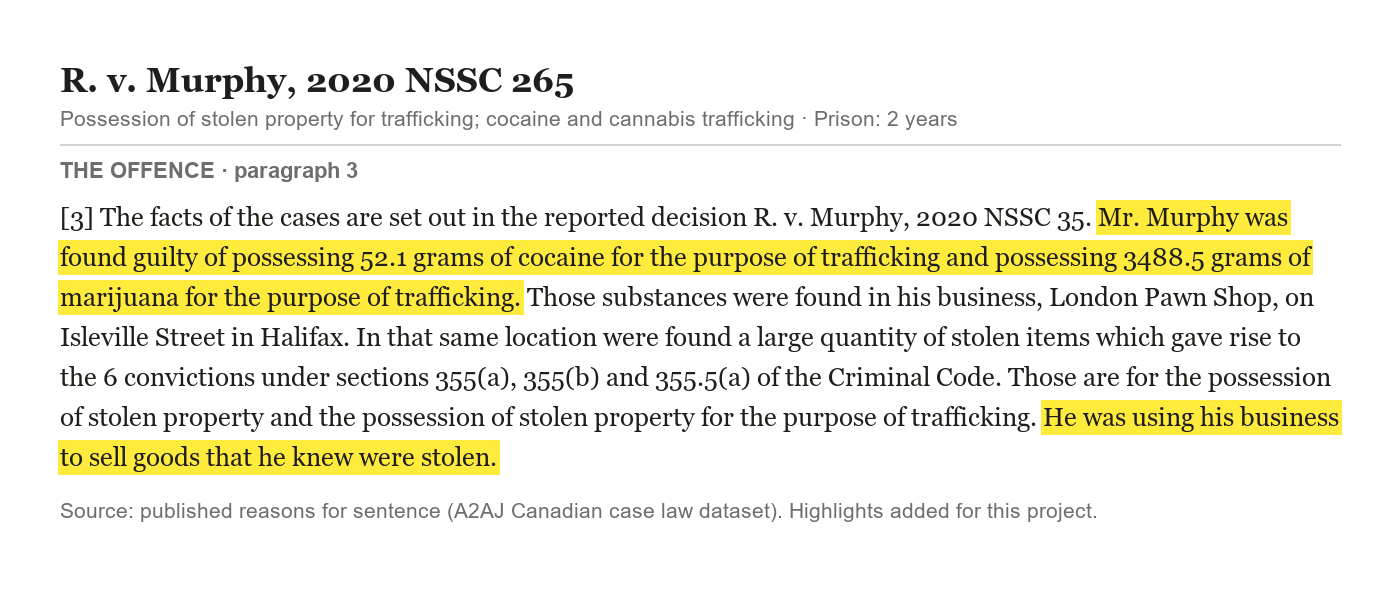 R. v. Murphy, 2020 NSSC 265
Possession of stolen property for trafficking; cocaine and cannabis trafficking · Prison: 2 years
THE OFFENCE · paragraph 3
[3] The facts of the cases are set out in the reported decision R. v. Murphy, 2020 NSSC 35. Mr. Murphy was
found guilty of possessing 52.1 grams of cocaine for the purpose of trafficking and possessing 3488.5 grams of
marijuana for the purpose of trafficking. Those substances were found in his business, London Pawn Shop, on
Isleville Street in Halifax. In that same location were found a large quantity of stolen items which gave rise to
the 6 convictions under sections 355(a), 355(b) and 355.5(a) of the Criminal Code. Those are for the possession
of stolen property and the possession of stolen property for the purpose of trafficking. He was using his business
to sell goods that he knew were stolen.
Source: published reasons for sentence (A2AJ Canadian case law dataset). Highlights added for this project.